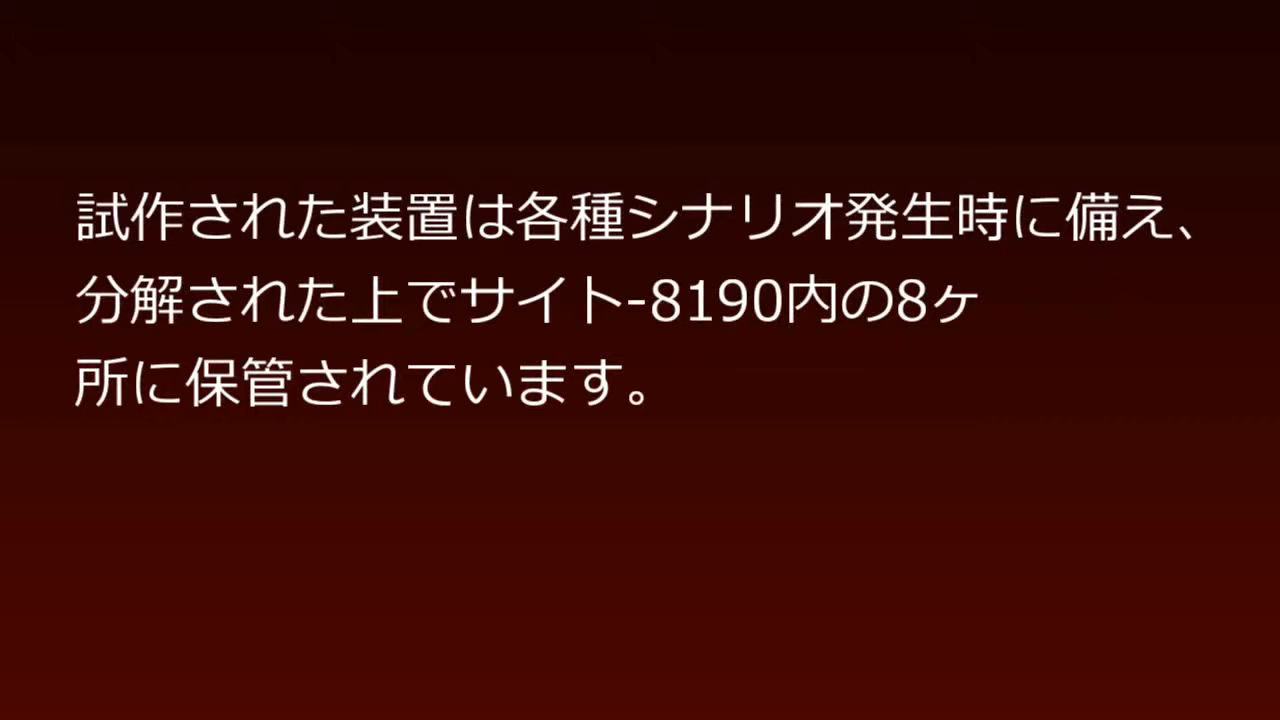 試作された装置は各種シナリオ発生時に備え、
分解された上でサイト-8190内の8ヶ
所に保管されています。